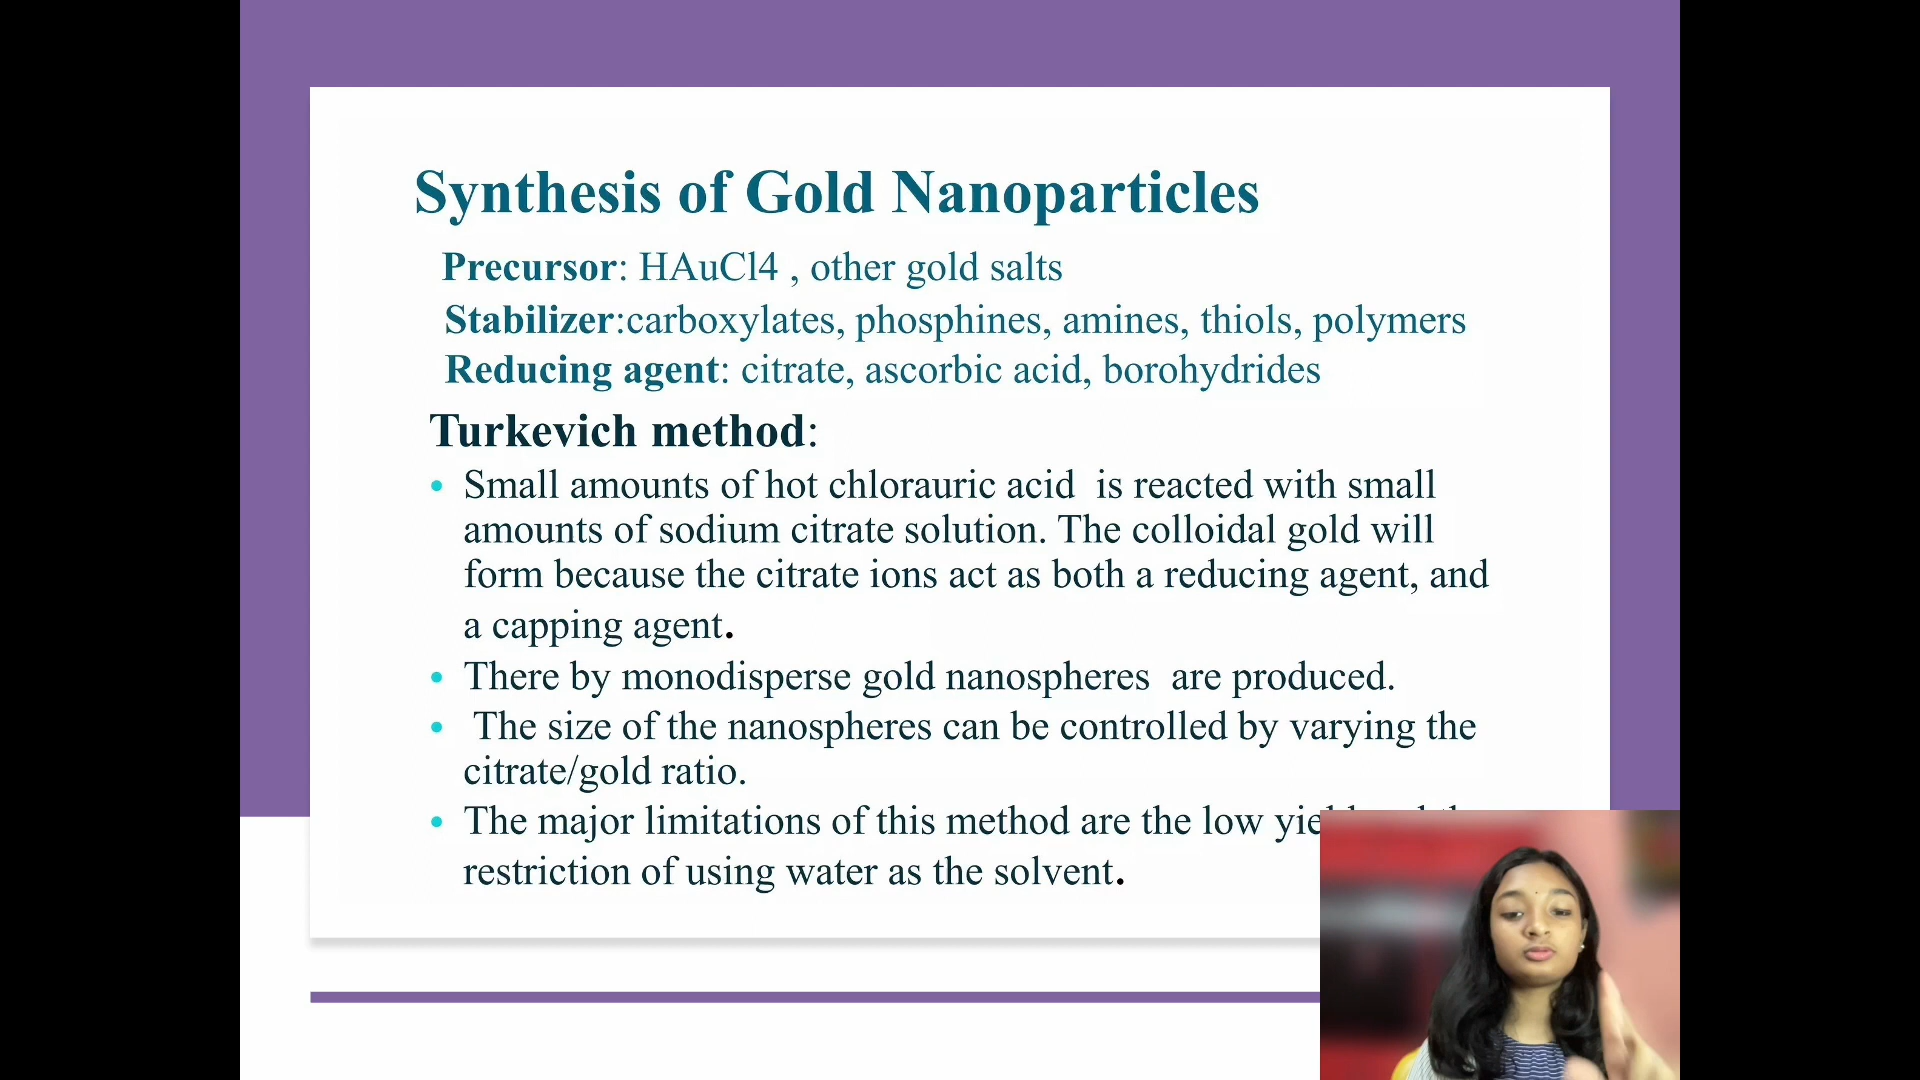 Synthesis of Gold Nanoparticles
Precursor: HAuCl4 , other gold salts
Stabilizer:carboxylates, phosphines, amines, thiols, polymers
Reducing agent: citrate, ascorbic acid, borohydrides
Turkevich method:
• Small amounts of hot chlorauric acid  is reacted with small
amounts of sodium citrate solution. The colloidal gold will
form because the citrate ions act as both a reducing agent, and
a capping agent.
• There by monodisperse gold nanospheres  are produced.
•  The size of the nanospheres can be controlled by varying the
citrate/gold ratio.
• The major limitations of this method are the low
restriction of using water as the solvent.